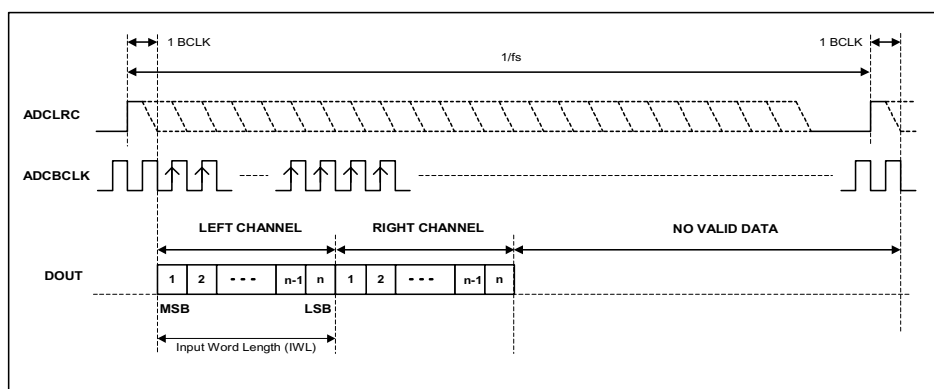 1 BCLK 1 BCLK
1/fs
ADCLRC
ADCBCLK
LEFT CHANNEL RIGHT CHANNEL NO VALID DATA
DOUT 1 2 - - - n-1 n 1 2 - - - n-1 n
MSB LSB
Input Word Length (IWL)